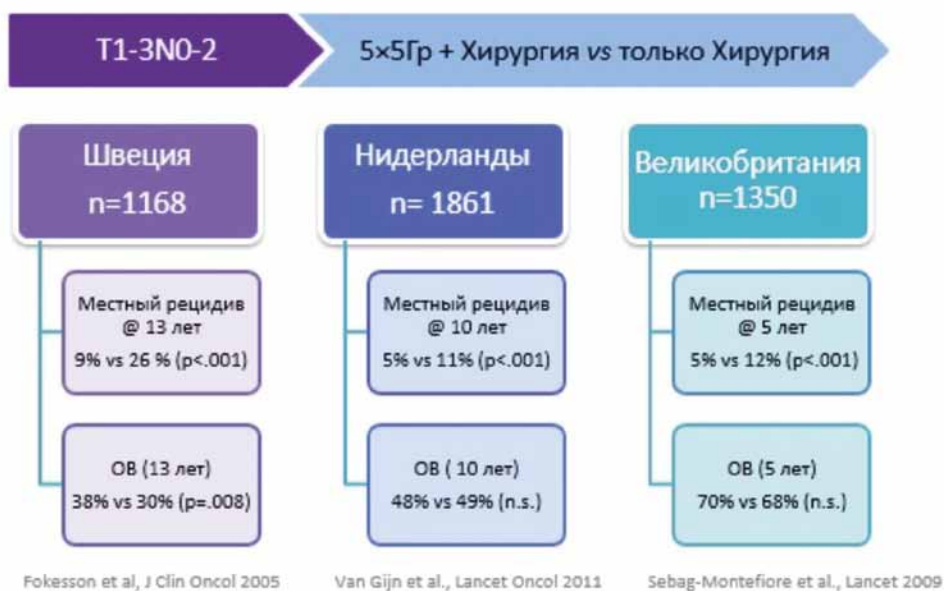 T1-3N0-2
5×5Гр + Хирургия vs только Хирургия
Швеция
n=1168
Местный рецидив
@ 13 лет
9% vs 26 % (p<.001)
ОВ (13 лет)
38% vs 30% (p=.008)
Fokesson et al, J Clin Oncol 2005
Нидерланды
n= 1861
Местный рецидив
@ 10 лет
5% vs 11% (p<.001)
ОВ ( 10 лет)
48% vs 49% (n.s.)
Van Gijn et al., Lancet Oncol 2011
Великобритания
n=1350
Местный рецидив
@ 5 лет
5% vs 12% (p<.001)
ОВ (5 лет)
70% vs 68% (n.s.)
Sebag-Montefiore et al., Lancet 2009